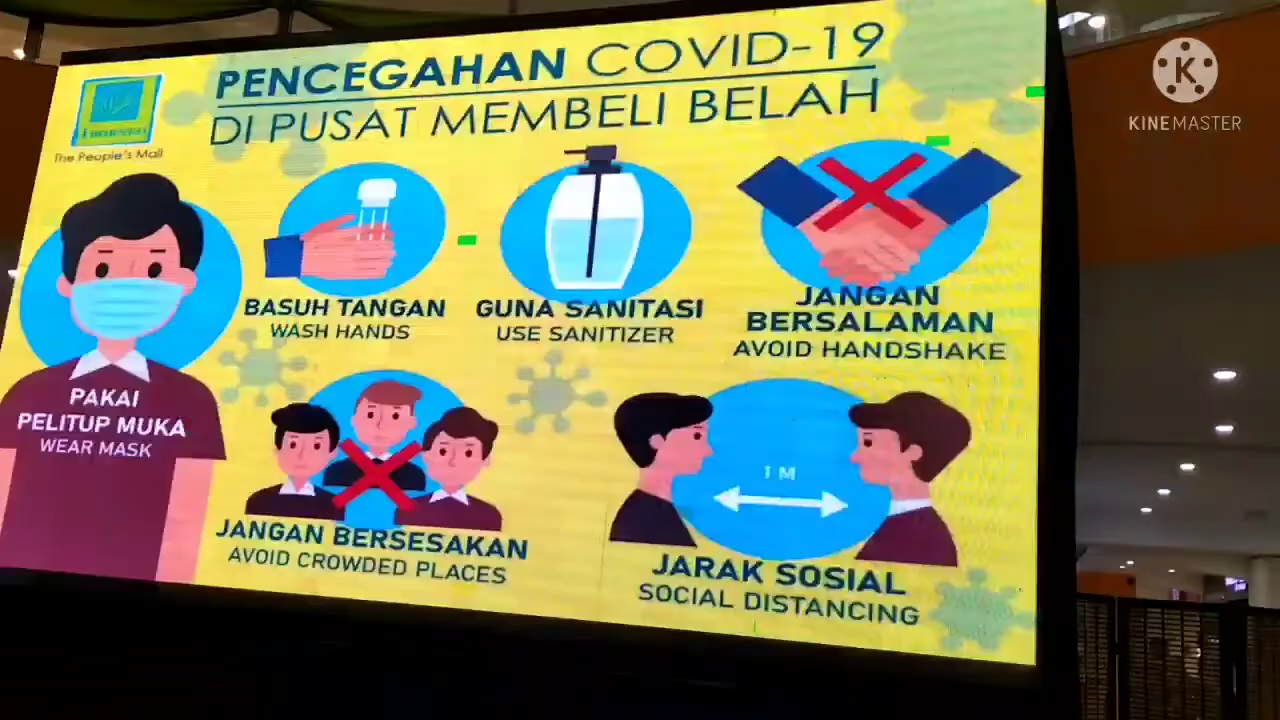 PENCEGAHAN COVID-19
DI PUSAT MEMBELI BELAH
The People's Mall
KINEMASTER
BASUH TANGAN
WASH HANDS
GUNA SANITASI
USE SANITIZER
JANGAN
BERSALAMAN
AVOID HANDSHAKE
PAKAI
PELITUP MUKA
WEAR MASK
JANGAN BERSESAKAN
AVOID CROWDED PLACES
1 M
JARAK SOSIAL
SOCIAL DISTANCING